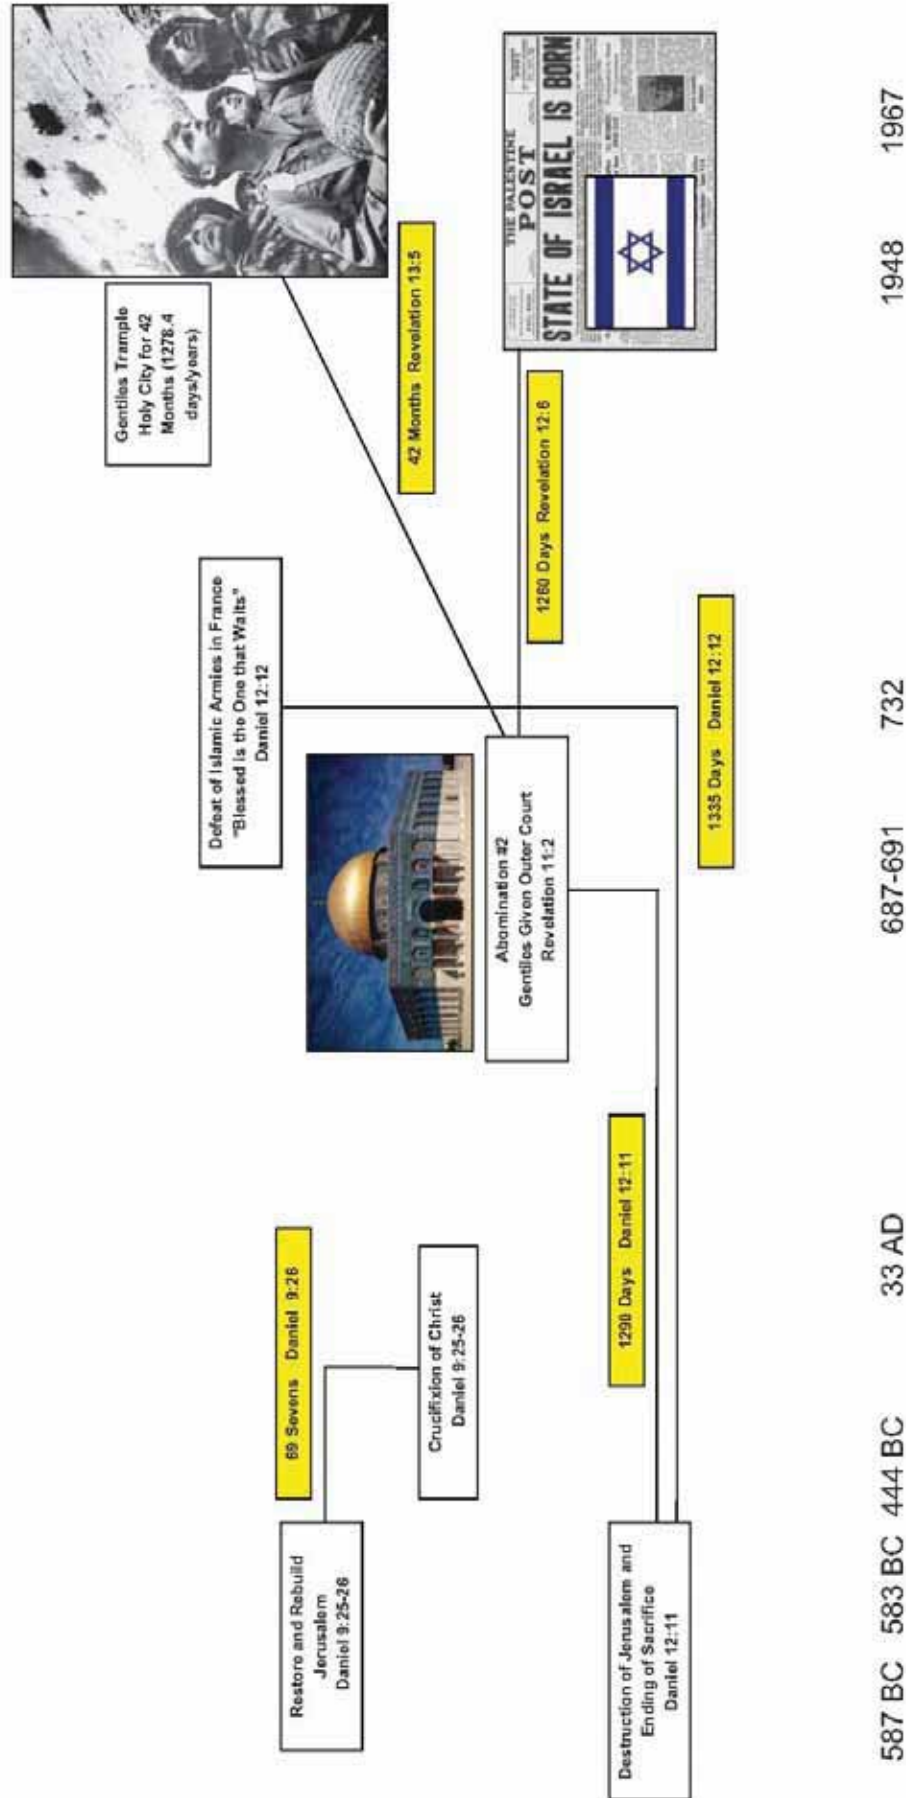 Gentiles Trample
Holy City for 42
Months (1278.4
days/years)
42 Months Revelation 13:5
THE PALESTINE
POST
STATE OF ISRAEL IS BORN
Defeat of Islamic Armies in France
"Blessed is the One that Waits"
Daniel 12:12
1260 Days Revelation 12:6
Abomination #2
Gentiles Given Outer Court
Revelation 11:2
1335 Days Daniel 12:12
69 Sevens Daniel 9:26
Crucifixion of Christ
Daniel 9:25-26
1290 Days Daniel 12:11
Restore and Rebuild
Jerusalem
Daniel 9:25-26
Destruction of Jerusalem and
Ending of Sacrifice
Daniel 12:11
587 BC 583 BC 444 BC 33 AD 687-691 732 1948 1967